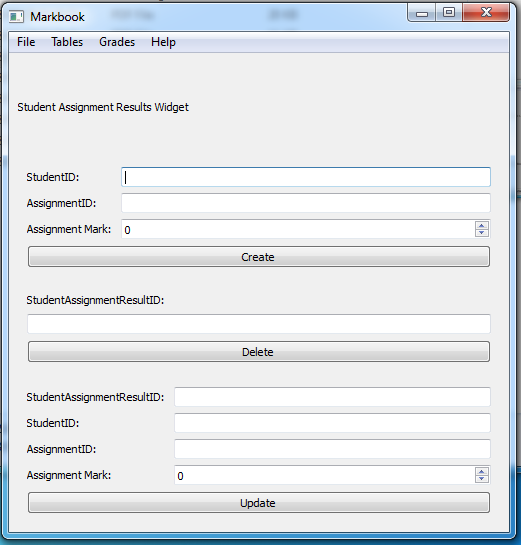 Markbook
File Tables Grades Help
Student Assignment Results Widget
StudentID:
AssignmentID:
Assignment Mark: 0
Create
StudentAssignmentResultID:
Delete
StudentAssignmentResultID:
StudentID:
AssignmentID:
Assignment Mark: 0
Update